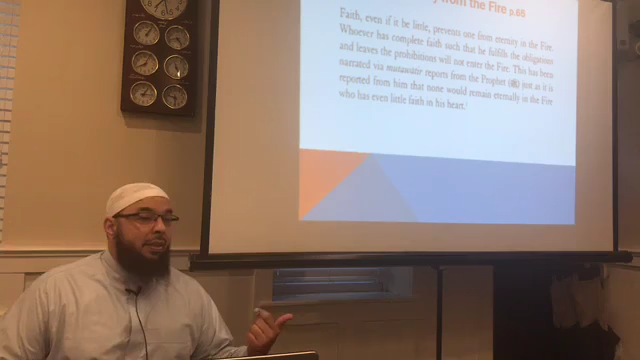 from the Fire p.65
Faith, even if it be little, prevents one from eternity in the Fire.
Whoever has complete faith such that he fulfills the obligations
and leaves the prohibitions will not enter the Fire. This has been
narrated via mutawatir reports from the Prophet (ﷺ) just as it is
reported from him that none would remain eternally in the Fire
who has even little faith in his heart.